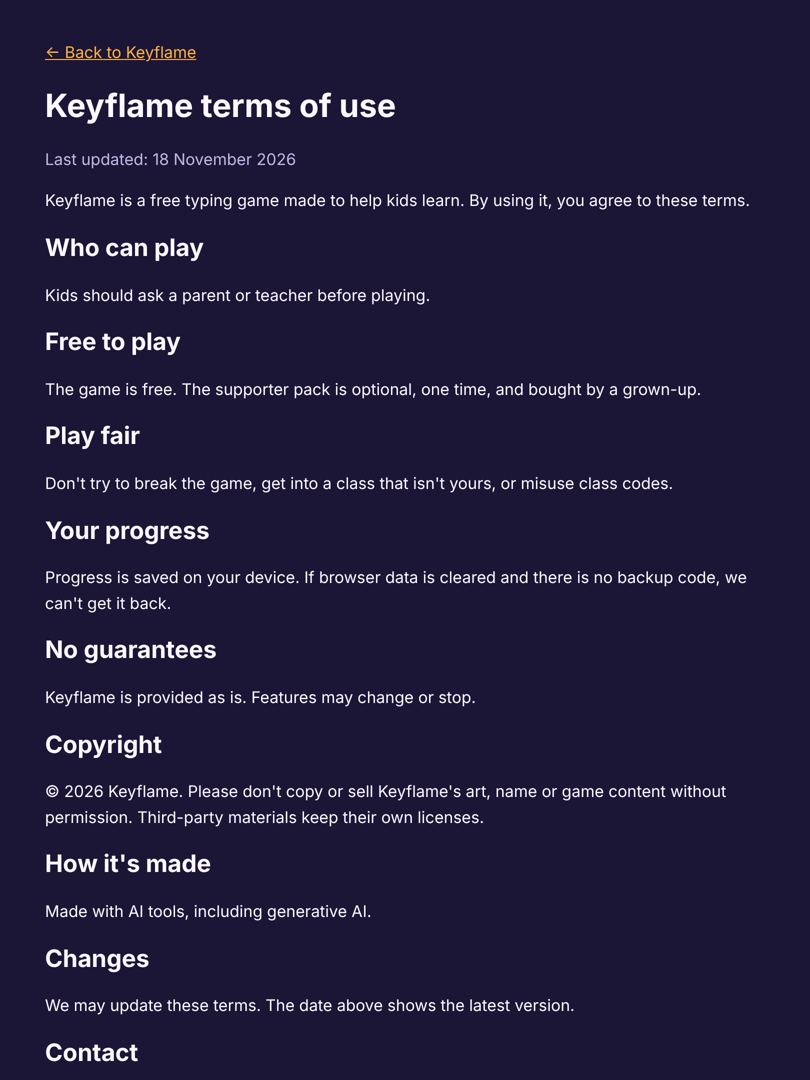 ← Back to Keyflame
Keyflame terms of use
Last updated: 18 November 2026
Keyflame is a free typing game made to help kids learn. By using it, you agree to these terms.
Who can play
Kids should ask a parent or teacher before playing.
Free to play
The game is free. The supporter pack is optional, one time, and bought by a grown-up.
Play fair
Don't try to break the game, get into a class that isn't yours, or misuse class codes.
Your progress
Progress is saved on your device. If browser data is cleared and there is no backup code, we
can't get it back.
No guarantees
Keyflame is provided as is. Features may change or stop.
Copyright
© 2026 Keyflame. Please don't copy or sell Keyflame's art, name or game content without
permission. Third-party materials keep their own licenses.
How it's made
Made with AI tools, including generative AI.
Changes
We may update these terms. The date above shows the latest version.
Contact